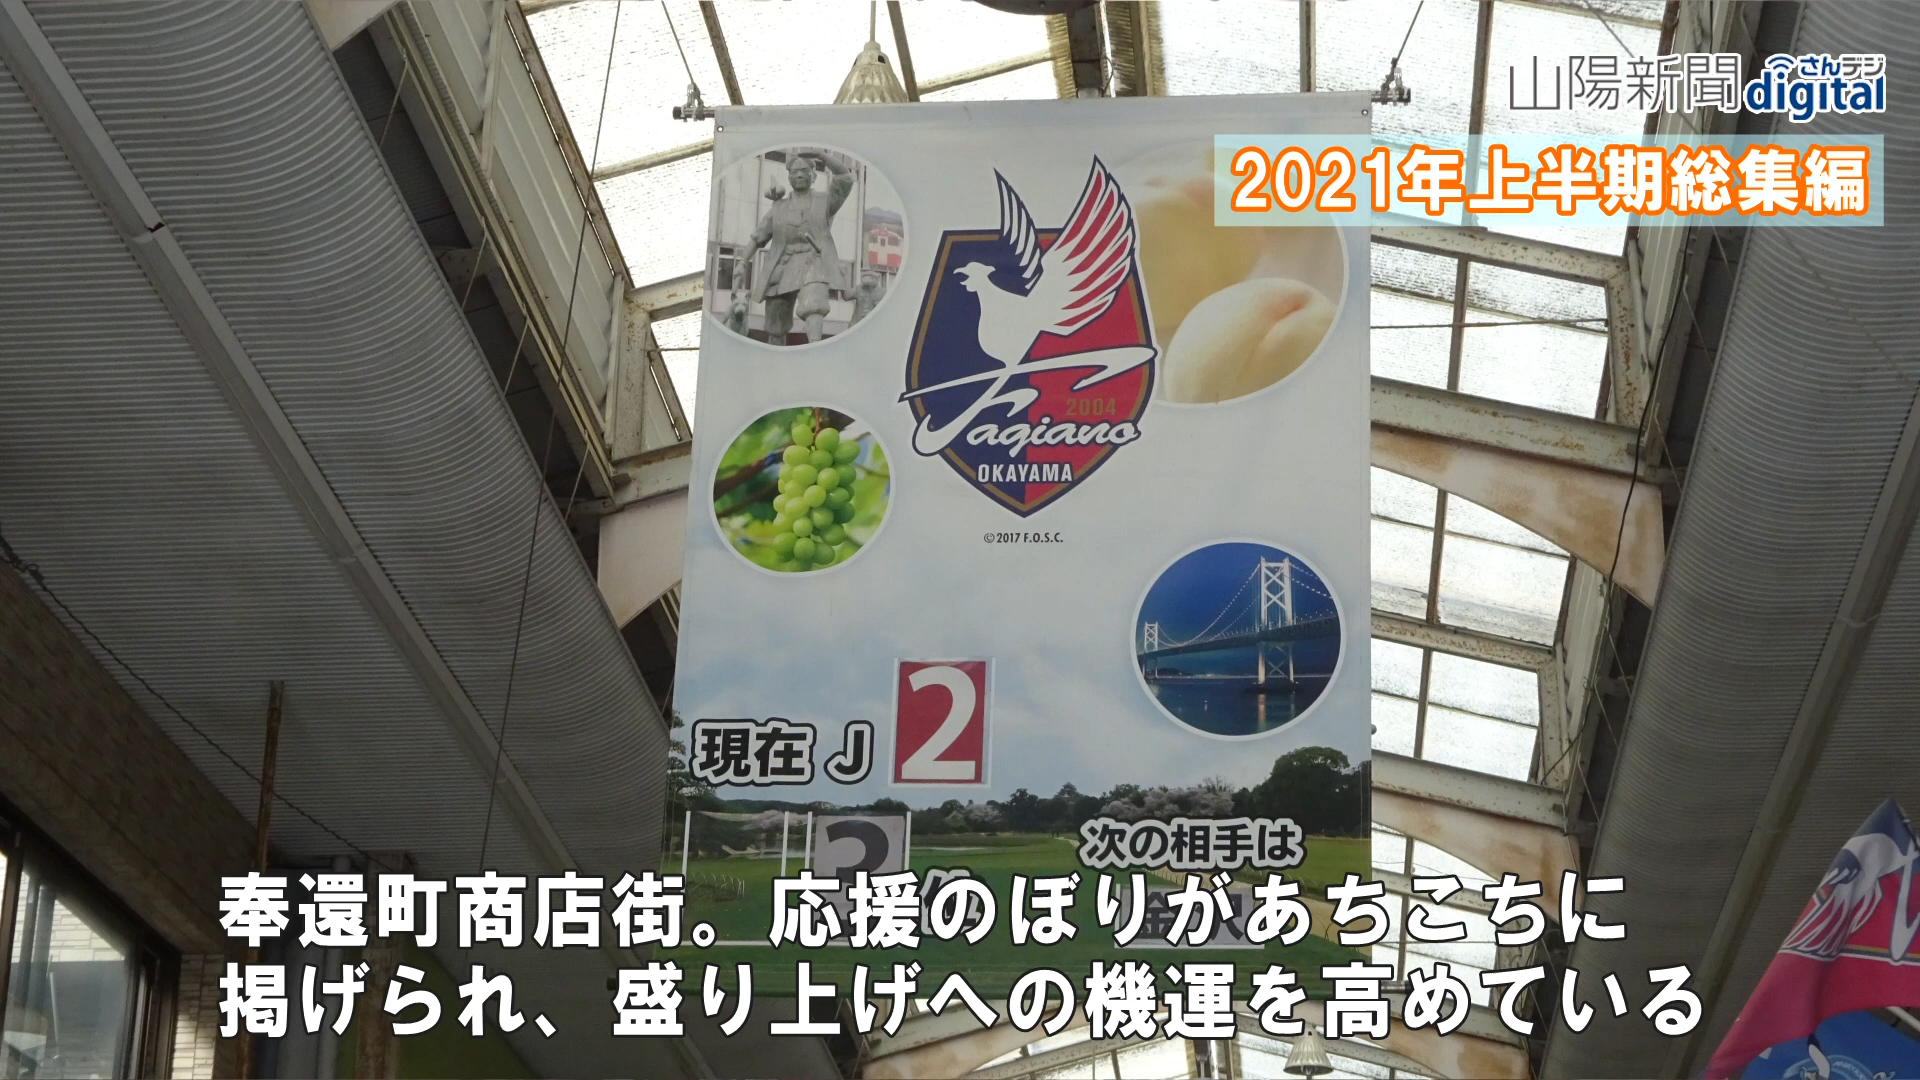 山陽新聞
さんデジ
digital
2021年上半期総集編
2004
Fagiano
OKAYAMA
©2017 F.O.S.C.
現在 J 2
次の相手は
金沢
奉還町商店街。応援のぼりがあちこちに
掲げられ、盛り上げへの機運を高めている